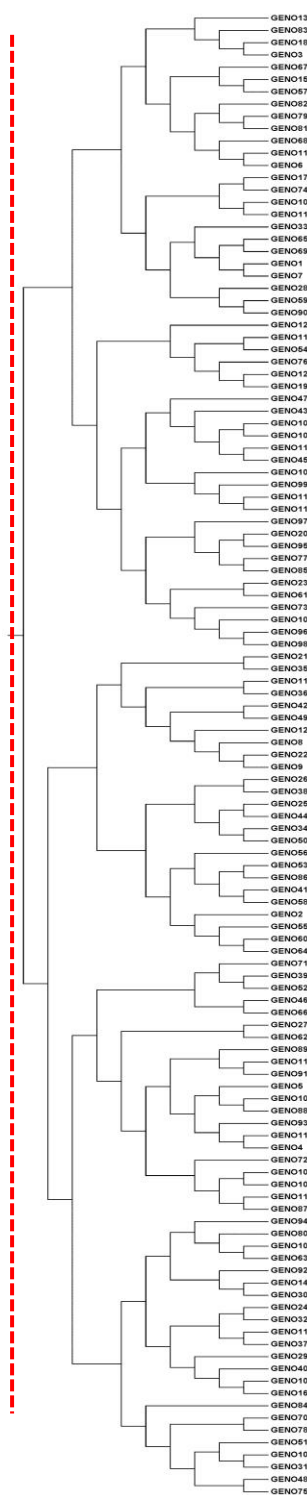 GENO13
GENO83
GENO18
GENO3
GENO67
GENO15
GENO57
GENO82
GENO79
GENO81
GENO68
GENO11
GENO6
GENO17
GENO74
GENO10
GENO11
GENO33
GENO65
GENO69
GENO1
GENO7
GENO28
GENO59
GENO90
GENO12
GENO11
GENO54
GENO76
GENO12
GENO19
GENO47
GENO43
GENO10
GENO10
GENO11
GENO45
GENO10
GENO99
GENO11
GENO11
GENO97
GENO20
GENO95
GENO77
GENO85
GENO23
GENO61
GENO73
GENO10
GENO96
GENO98
GENO21
GENO35
GENO11
GENO36
GENO42
GENO49
GENO12
GENO8
GENO22
GENO9
GENO26
GENO38
GENO25
GENO44
GENO34
GENO50
GENO56
GENO53
GENO86
GENO41
GENO58
GENO2
GENO55
GENO60
GENO64
GENO71
GENO39
GENO52
GENO46
GENO66
GENO27
GENO62
GENO89
GENO11
GENO91
GENO5
GENO10
GENO88
GENO93
GENO11
GENO4
GENO72
GENO10
GENO10
GENO11
GENO87
GENO94
GENO80
GENO10
GENO63
GENO92
GENO14
GENO30
GENO24
GENO32
GENO11
GENO37
GENO29
GENO40
GENO10
GENO16
GENO84
GENO70
GENO78
GENO51
GENO10
GENO31
GENO48
GENO75